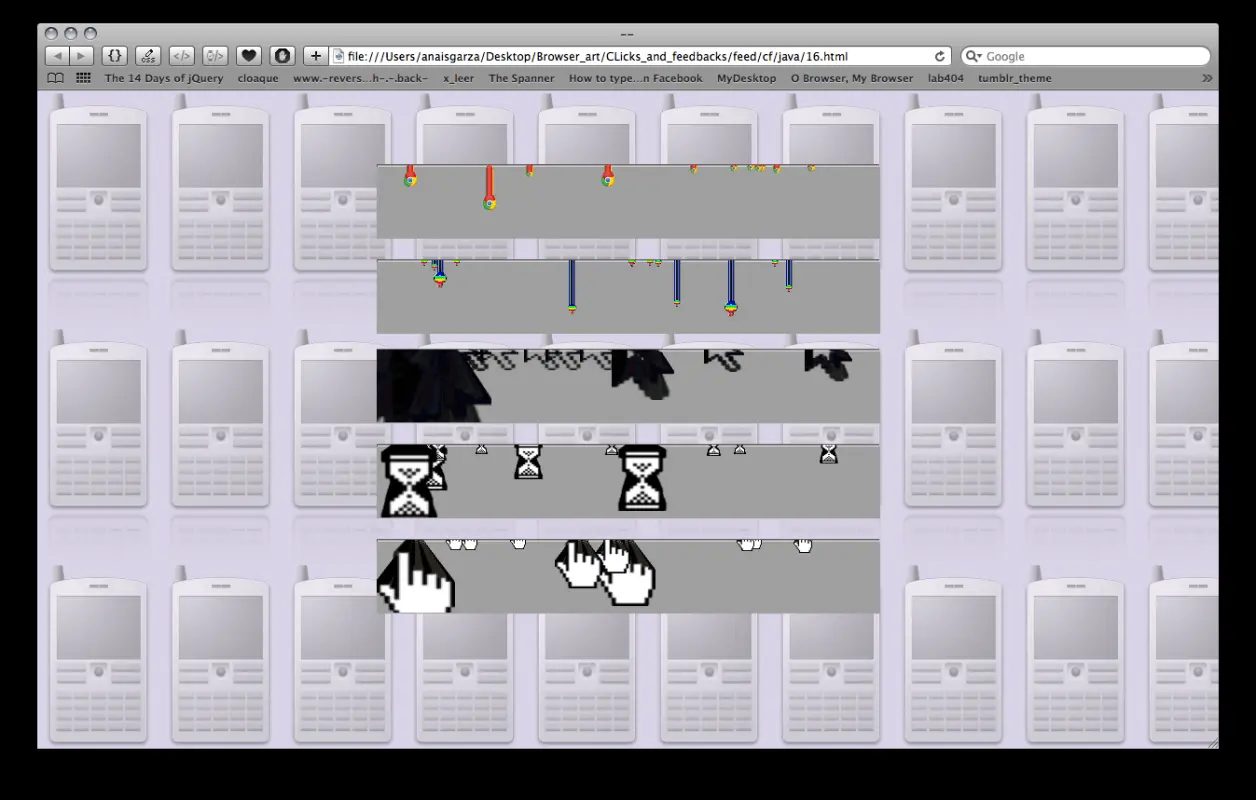 --
file:///Users/anaisgarza/Desktop/Browser_art/CLicks_and_feedbacks/feed/cf/java/16.html
Google
The 14 Days of jQuery cloaque www.-revers...h-.-.back- x_leer The Spanner How to type...n Facebook MyDesktop O Browser, My Browser lab404 tumblr_theme